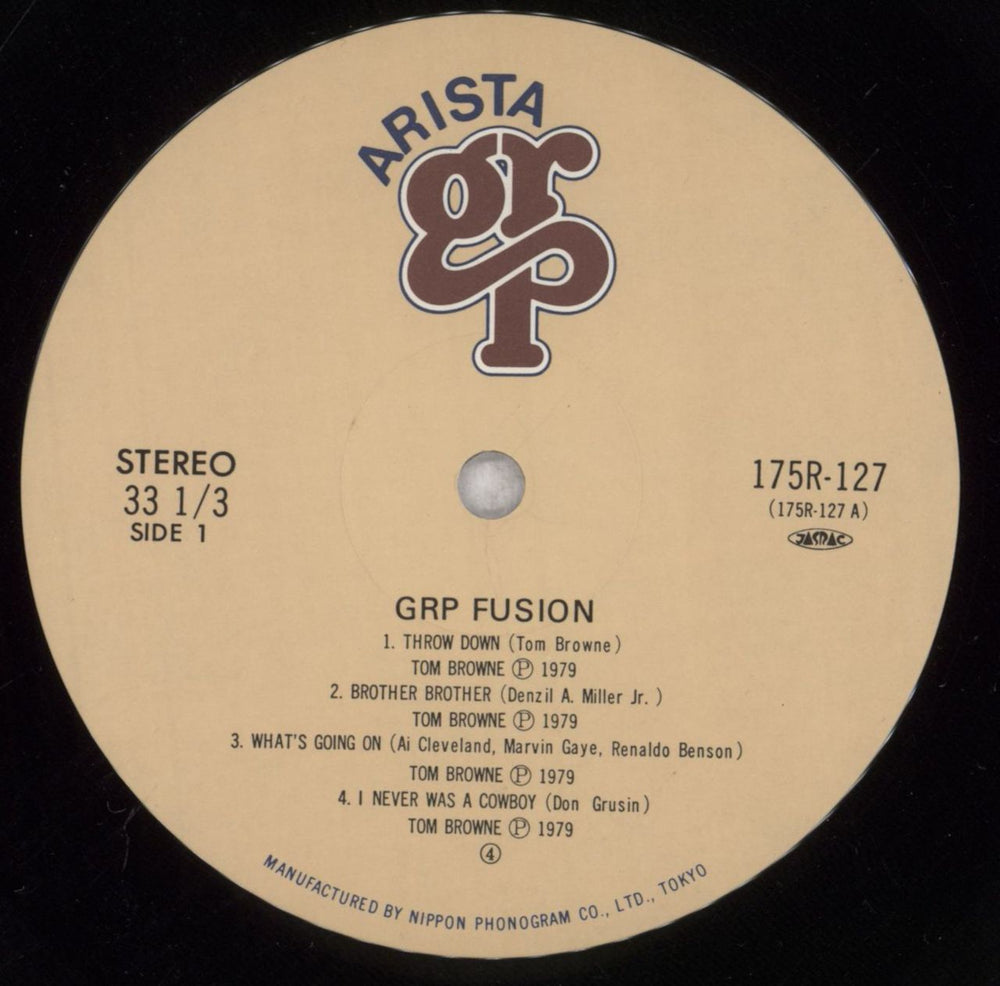 ARISTA
grp
STEREO
33 1/3
SIDE 1
175R-127
(175R-127 A)
JASRAC
GRP FUSION
1. THROW DOWN (Tom Browne)
TOM BROWNE Ⓟ 1979
2. BROTHER BROTHER (Denzil A. Miller Jr. )
TOM BROWNE Ⓟ 1979
3. WHAT'S GOING ON (Ai Cleveland, Marvin Gaye, Renaldo Benson)
TOM BROWNE Ⓟ 1979
4. I NEVER WAS A COWBOY (Don Grusin)
TOM BROWNE Ⓟ 1979
④
MANUFACTURED BY NIPPON PHONOGRAM CO., LTD., TOKYO